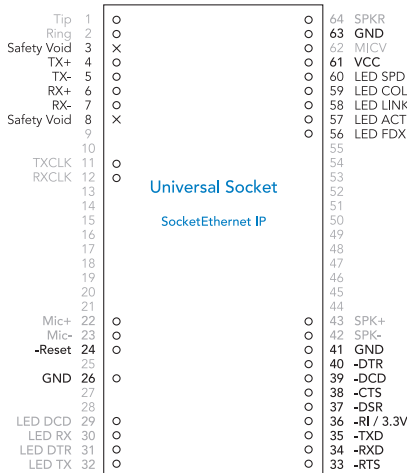 Tip 1 64 SPKR
Ring 2 63 GND
Safety Void 3 62 MICV
TX+ 4 61 VCC
TX- 5 60 LED SPD
RX+ 6 59 LED COL
RX- 7 58 LED LINK
Safety Void 8 57 LED ACT
9 56 LED FDX
10 55
TXCLK 11 54
RXCLK 12 53
13 Universal Socket 52
14 51
15 SocketEthernet IP 50
16 49
17 48
18 47
19 46
20 45
21 44
Mic+ 22 43 SPK+
Mic- 23 42 SPK-
-Reset 24 41 GND
25 40 -DTR
GND 26 39 -DCD
27 38 -CTS
28 37 -DSR
LED DCD 29 36 -RI / 3.3V
LED RX 30 35 -TXD
LED DTR 31 34 -RXD
LED TX 32 33 -RTS